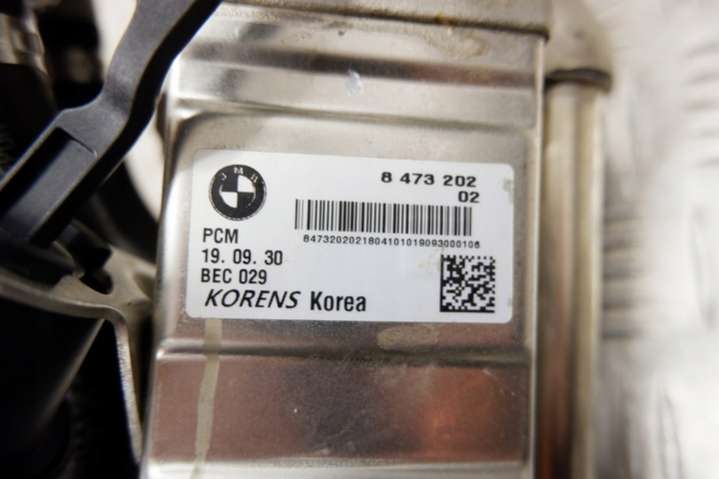 BMW
8 473 202
02
8473202021804101019093000106
PCM
19. 09. 30
BEC 029
KORENS Korea